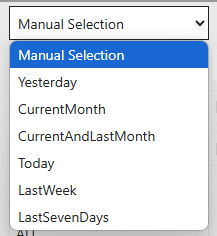 Manual Selection
Manual Selection
Yesterday
CurrentMonth
CurrentAndLastMonth
Today
LastWeek
LastSevenDays